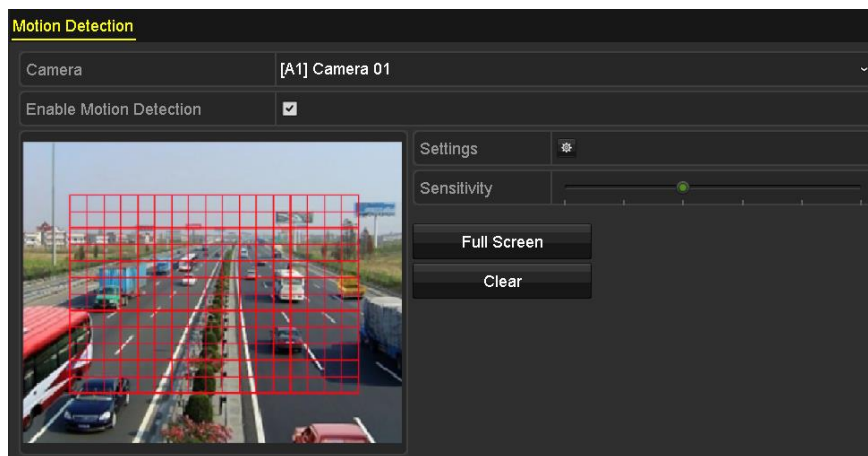 Motion Detection
Camera
[A1] Camera 01
Enable Motion Detection
Settings
Sensitivity
Full Screen
Clear